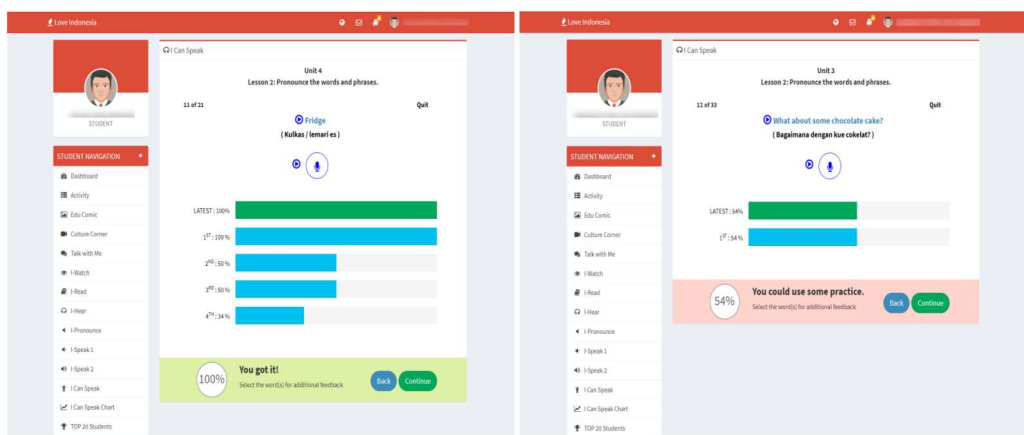 Love Indonesia
STUDENT
STUDENT NAVIGATION +
Dashboard
Activity
Edu Comic
Culture Corner
Talk with Me
I-Watch
I-Read
I-Hear
I-Pronounce
I-Speak 1
I-Speak 2
I Can Speak
I Can Speak Chart
TOP 20 Students
I Can Speak
Unit 4
Lesson 2: Pronounce the words and phrases.
11 of 21 Quit
Fridge
( Kulkas / lemari es )
LATEST : 100%
1ST : 100 %
2ND : 50 %
3RD : 50 %
4TH : 34 %
100%
You got it!
Select the word(s) for additional feedback
Back Continue
Love Indonesia
STUDENT
STUDENT NAVIGATION +
Dashboard
Activity
Edu Comic
Culture Corner
Talk with Me
I-Watch
I-Read
I-Hear
I-Pronounce
I-Speak 1
I-Speak 2
I Can Speak
I Can Speak Chart
TOP 20 Students
I Can Speak
Unit 3
Lesson 2: Pronounce the words and phrases.
12 of 33 Quit
What about some chocolate cake?
( Bagaimana dengan kue cokelat? )
LATEST : 54%
1ST : 54 %
54%
You could use some practice.
Select the word(s) for additional feedback
Back Continue